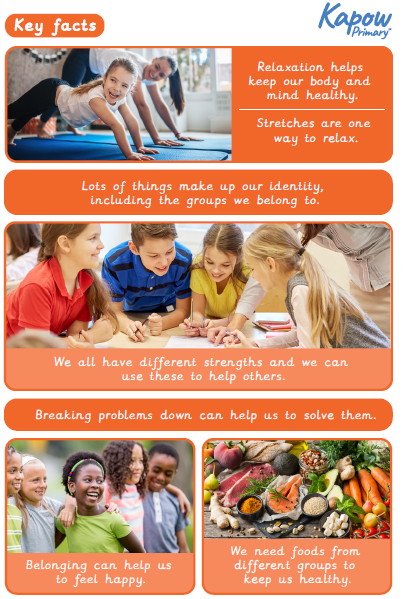 Key facts
Kapow
Primary™
Relaxation helps
keep our body and
mind healthy.
Stretches are one
way to relax.
Lots of things make up our identity,
including the groups we belong to.
We all have different strengths and we can
use these to help others.
Breaking problems down can help us to solve them.
Belonging can help us
to feel happy.
We need foods from
different groups to
keep us healthy.